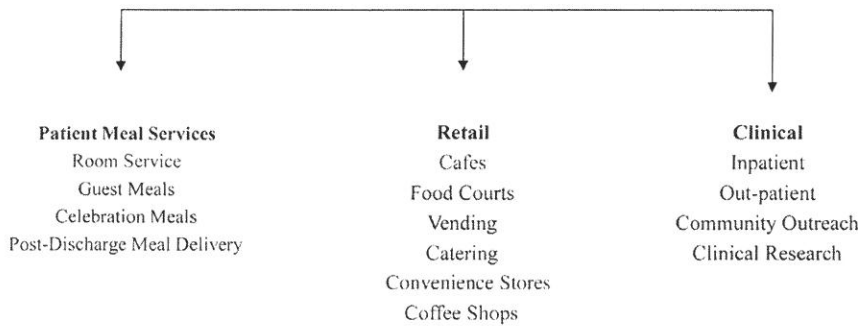 Patient Meal Services
Room Service
Guest Meals
Celebration Meals
Post-Discharge Meal Delivery
Retail
Cafes
Food Courts
Vending
Catering
Convenience Stores
Coffee Shops
Clinical
Inpatient
Out-patient
Community Outreach
Clinical Research